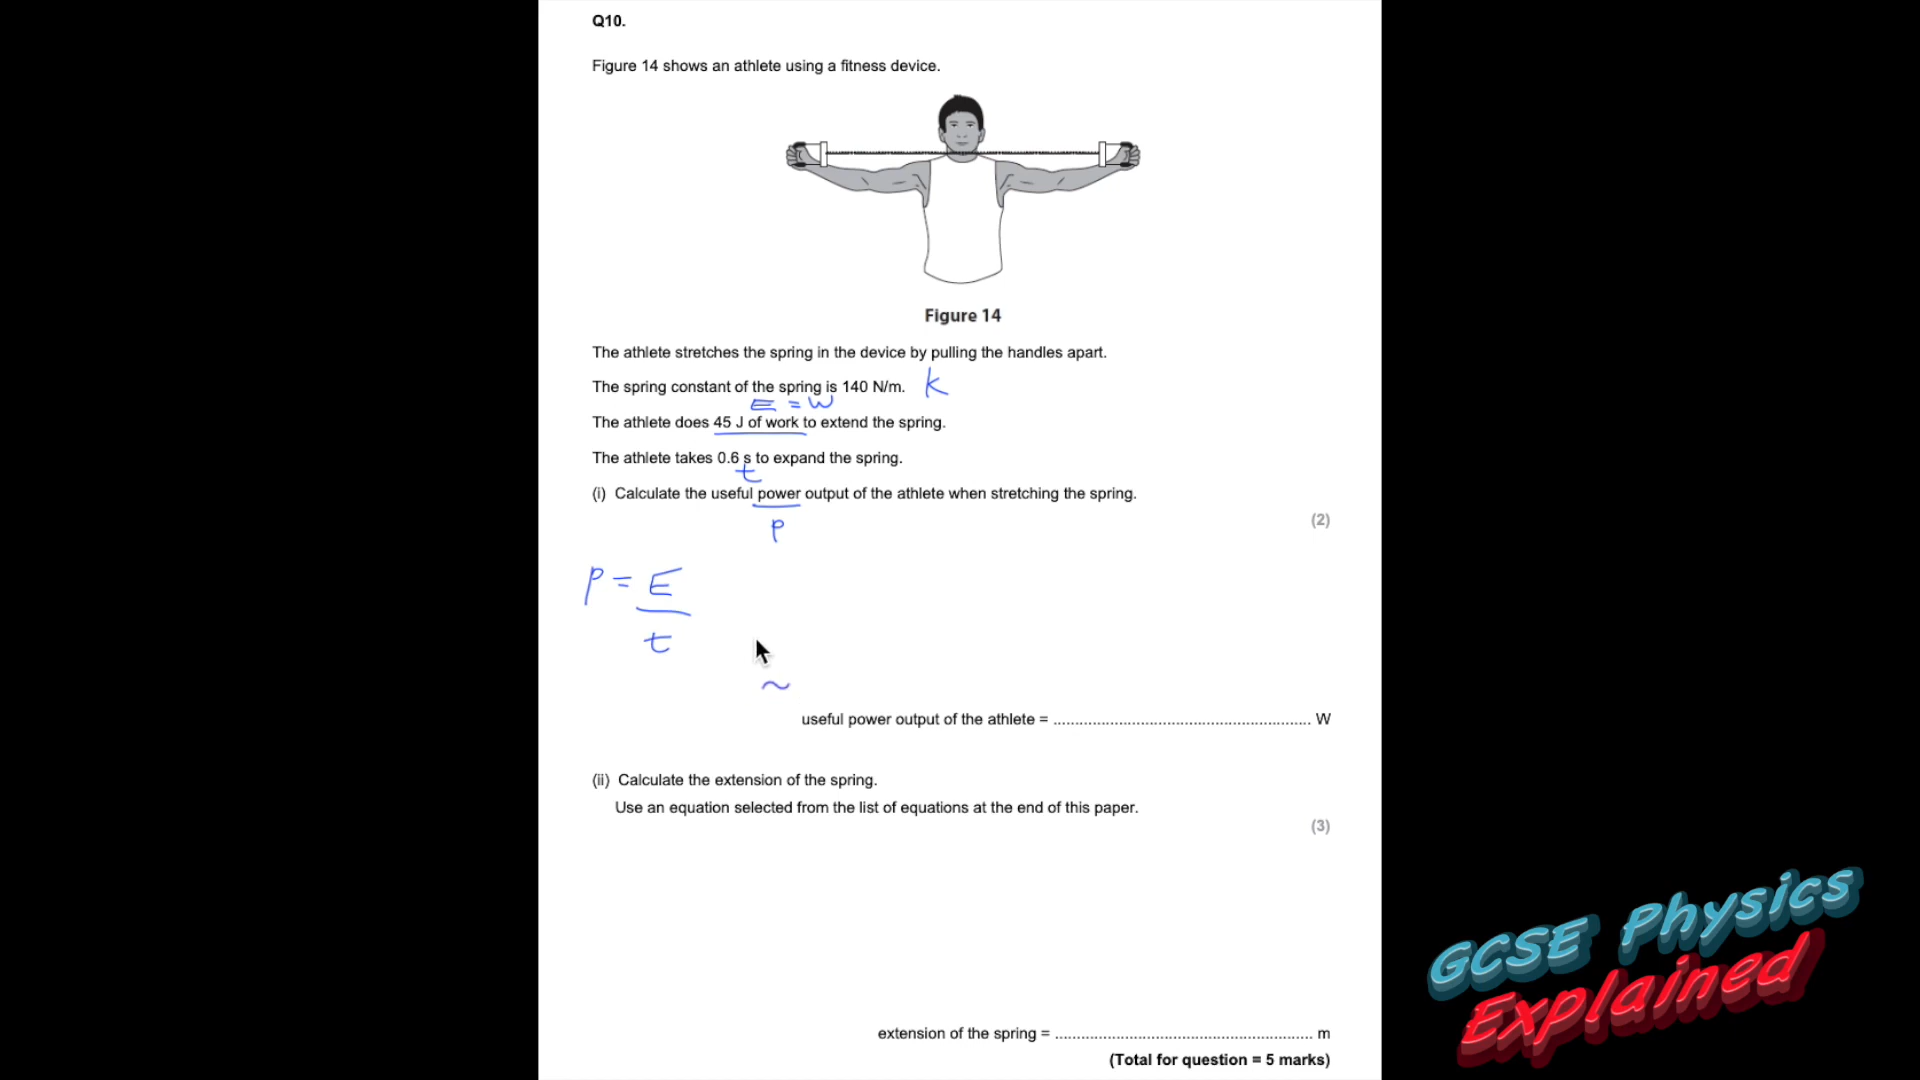 Q10.
Figure 14 shows an athlete using a fitness device.
Figure 14
The athlete stretches the spring in the device by pulling the handles apart.
The spring constant of the spring is 140 N/m. K
E = W
The athlete does 45 J of work to extend the spring.
The athlete takes 0.6 s to expand the spring.
t
(i) Calculate the useful power output of the athlete when stretching the spring.
(2)
P
P = E
t
~
useful power output of the athlete = .......................................................... W
(ii) Calculate the extension of the spring.
Use an equation selected from the list of equations at the end of this paper.
(3)
GCSE Physics
Explained
extension of the spring = .......................................................... m
(Total for question = 5 marks)